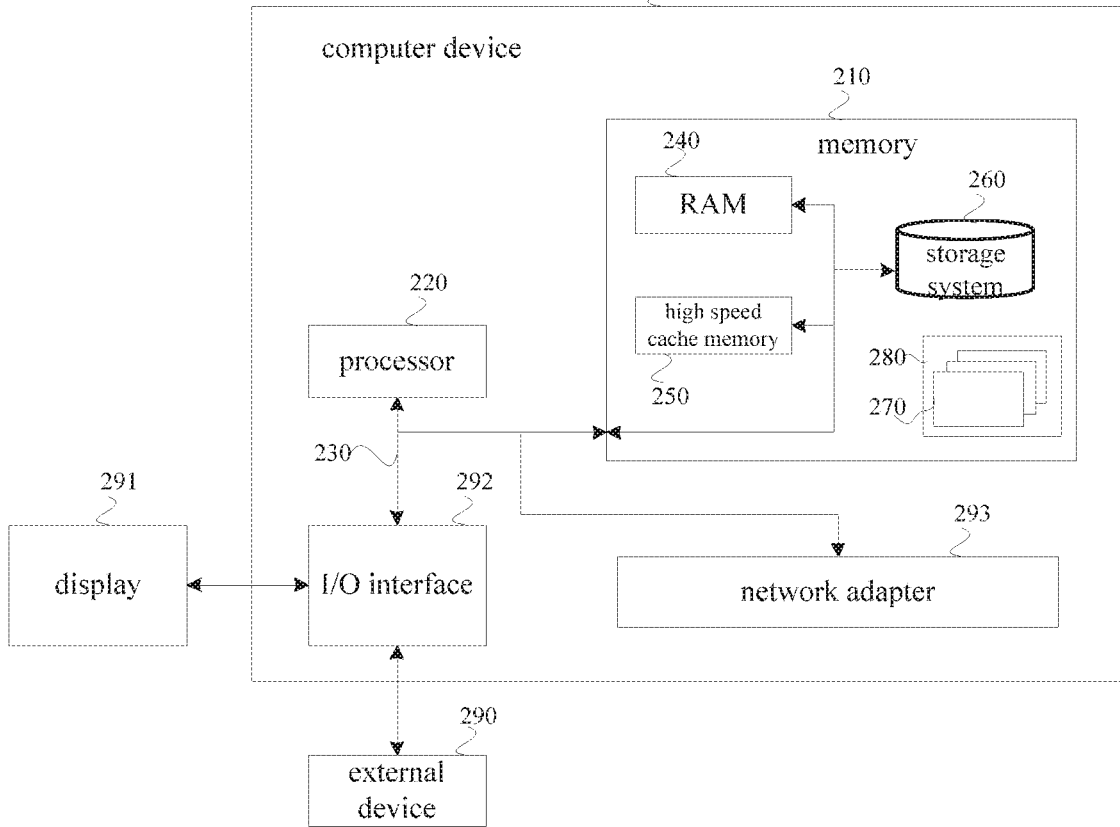 computer device
210
memory
240
RAM
260
storage
system
220
processor
high speed
cache memory
250
280
270
230
291
display
292
I/O interface
293
network adapter
290
external
device